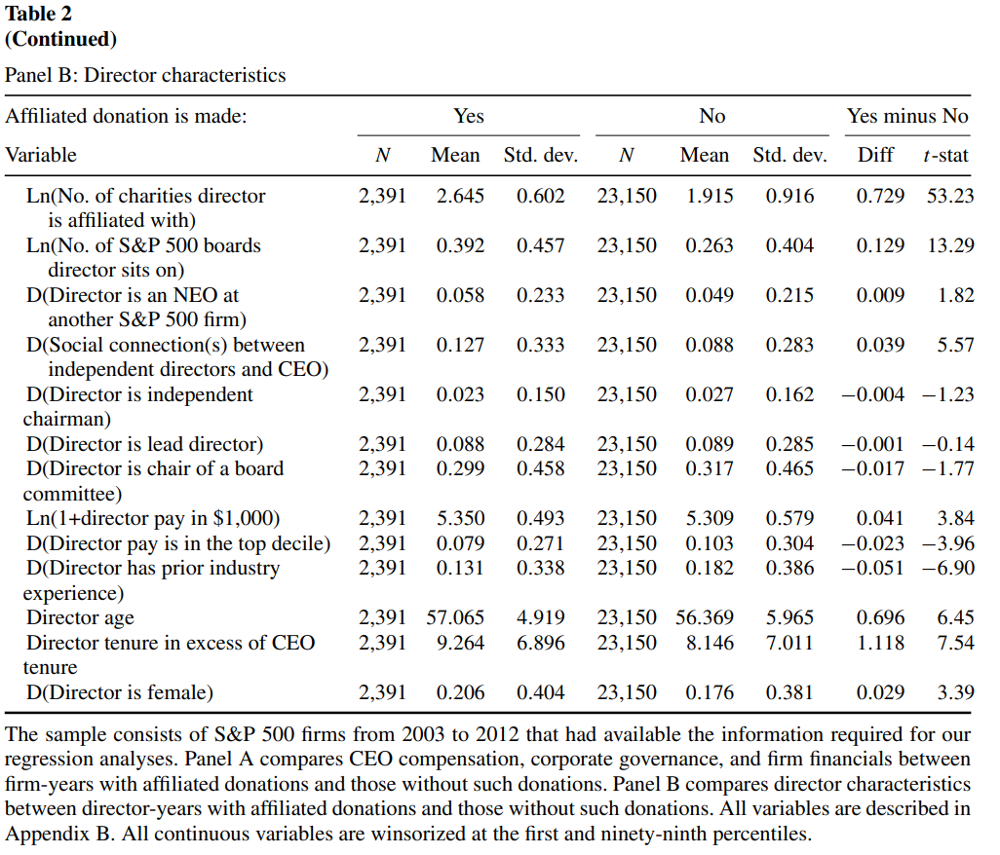 Table 2
(Continued)
Panel B: Director characteristics
Affiliated donation is made: Yes No Yes minus No
Variable N Mean Std. dev. N Mean Std. dev. Diff t-stat
Ln(No. of charities director 2,391 2.645 0.602 23,150 1.915 0.916 0.729 53.23
is affiliated with)
Ln(No. of S&P 500 boards 2,391 0.392 0.457 23,150 0.263 0.404 0.129 13.29
director sits on)
D(Director is an NEO at 2,391 0.058 0.233 23,150 0.049 0.215 0.009 1.82
another S&P 500 firm)
D(Social connection(s) between 2,391 0.127 0.333 23,150 0.088 0.283 0.039 5.57
independent directors and CEO)
D(Director is independent 2,391 0.023 0.150 23,150 0.027 0.162 −0.004 −1.23
chairman)
D(Director is lead director) 2,391 0.088 0.284 23,150 0.089 0.285 −0.001 −0.14
D(Director is chair of a board 2,391 0.299 0.458 23,150 0.317 0.465 −0.017 −1.77
committee)
Ln(1+director pay in $1,000) 2,391 5.350 0.493 23,150 5.309 0.579 0.041 3.84
D(Director pay is in the top decile) 2,391 0.079 0.271 23,150 0.103 0.304 −0.023 −3.96
D(Director has prior industry 2,391 0.131 0.338 23,150 0.182 0.386 −0.051 −6.90
experience)
Director age 2,391 57.065 4.919 23,150 56.369 5.965 0.696 6.45
Director tenure in excess of CEO 2,391 9.264 6.896 23,150 8.146 7.011 1.118 7.54
tenure
D(Director is female) 2,391 0.206 0.404 23,150 0.176 0.381 0.029 3.39
The sample consists of S&P 500 firms from 2003 to 2012 that had available the information required for our
regression analyses. Panel A compares CEO compensation, corporate governance, and firm financials between
firm-years with affiliated donations and those without such donations. Panel B compares director characteristics
between director-years with affiliated donations and those without such donations. All variables are described in
Appendix B. All continuous variables are winsorized at the first and ninety-ninth percentiles.